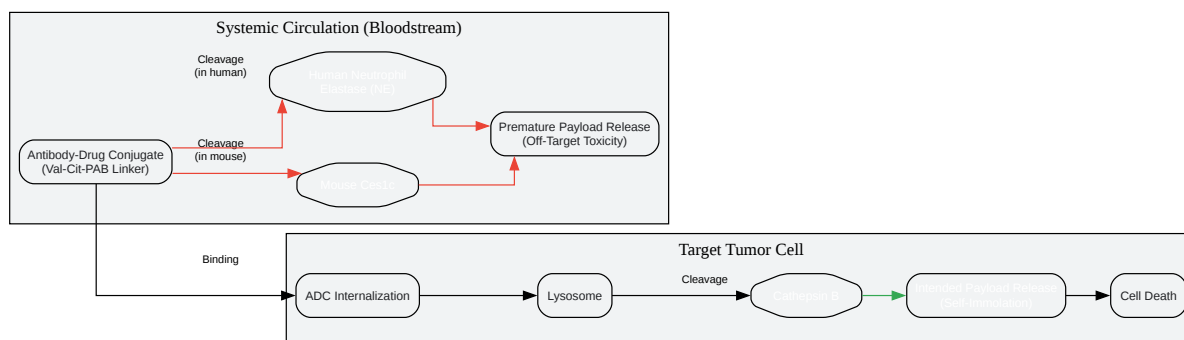 Systemic Circulation (Bloodstream)
Cleavage
(in human)
Human Neutrophil
Elastase (NE)
Premature Payload Release
(Off-Target Toxicity)
Antibody-Drug Conjugate
(Val-Cit-PAB Linker)
Cleavage
(in mouse)
Mouse Ces1c
Target Tumor Cell
Binding
ADC Internalization
Lysosome
Cleavage
Cathepsin B
Intended Payload Release
(Self-Immolation)
Cell Death